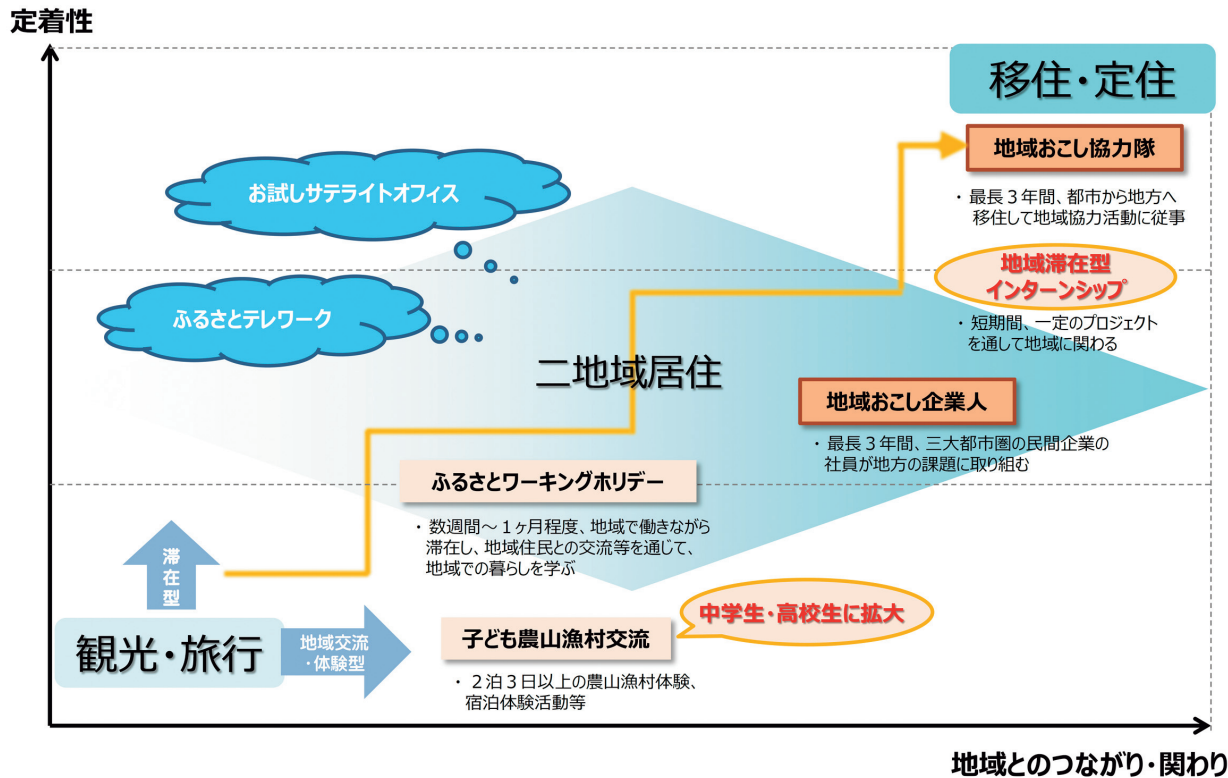 定着性
移住・定住
地域おこし協力隊
・最長３年間、都市から地方へ
移住して地域協力活動に従事
お試しサテライトオフィス
地域滞在型
インターンシップ
・短期間、一定のプロジェクト
を通して地域に関わる
ふるさとテレワーク
二地域居住
地域おこし企業人
・最長３年間、三大都市圏の民間企業の
社員が地方の課題に取り組む
ふるさとワーキングホリデー
・数週間～１ヶ月程度、地域で働きながら
滞在し、地域住民との交流等を通じて、
地域での暮らしを学ぶ
滞在型
観光・旅行
地域交流
・体験型
子ども農山漁村交流
中学生・高校生に拡大
・２泊３日以上の農山漁村体験、
宿泊体験活動等
地域とのつながり・関わり